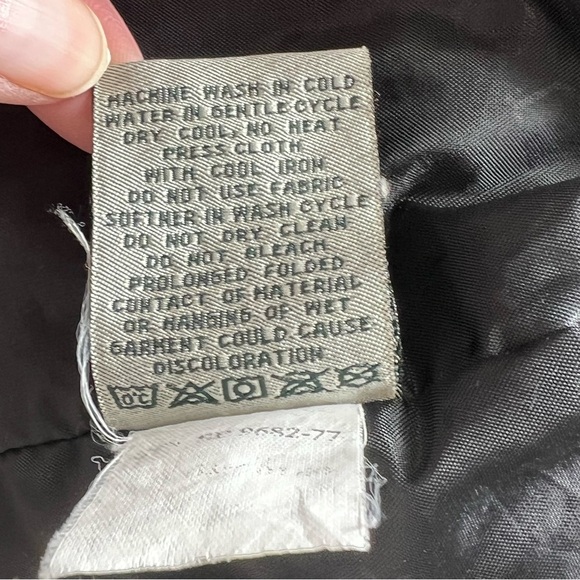 MACHINE WASH IN COLD
WATER IN GENTLE CYCLE
DRY COOL, NO HEAT
PRESS CLOTH
WITH COOL IRON
DO NOT USE FABRIC
SOFTNER IN WASH CYCLE
DO NOT DRY CLEAN
DO NOT BLEACH
PROLONGED FOLDED
CONTACT OF MATERIAL
OR HANGING OF WET
GARMENT COULD CAUSE
DISCOLORATION
0°C
9682-77